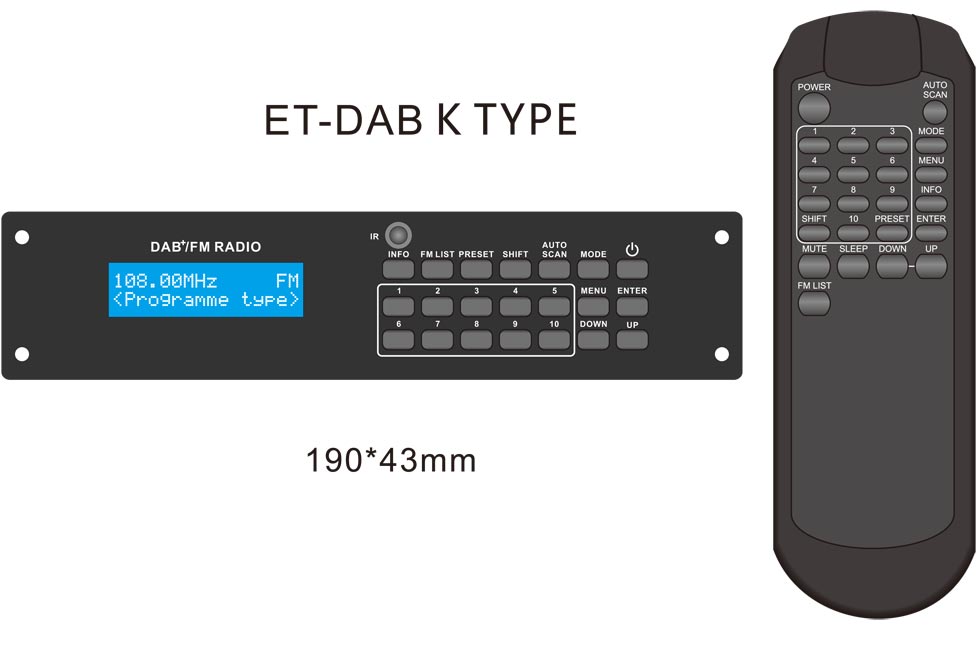 ET-DAB K TYPE
DAB+/FM RADIO
108.00MHz FM
<Programme type>
IR
INFO FM LIST PRESET SHIFT AUTO SCAN MODE
1 2 3 4 5 MENU ENTER
6 7 8 9 10 DOWN UP
190*43mm
POWER AUTO SCAN
1 2 3 MODE
4 5 6 MENU
7 8 9 INFO
SHIFT 10 PRESET ENTER
MUTE SLEEP DOWN UP
FM LIST